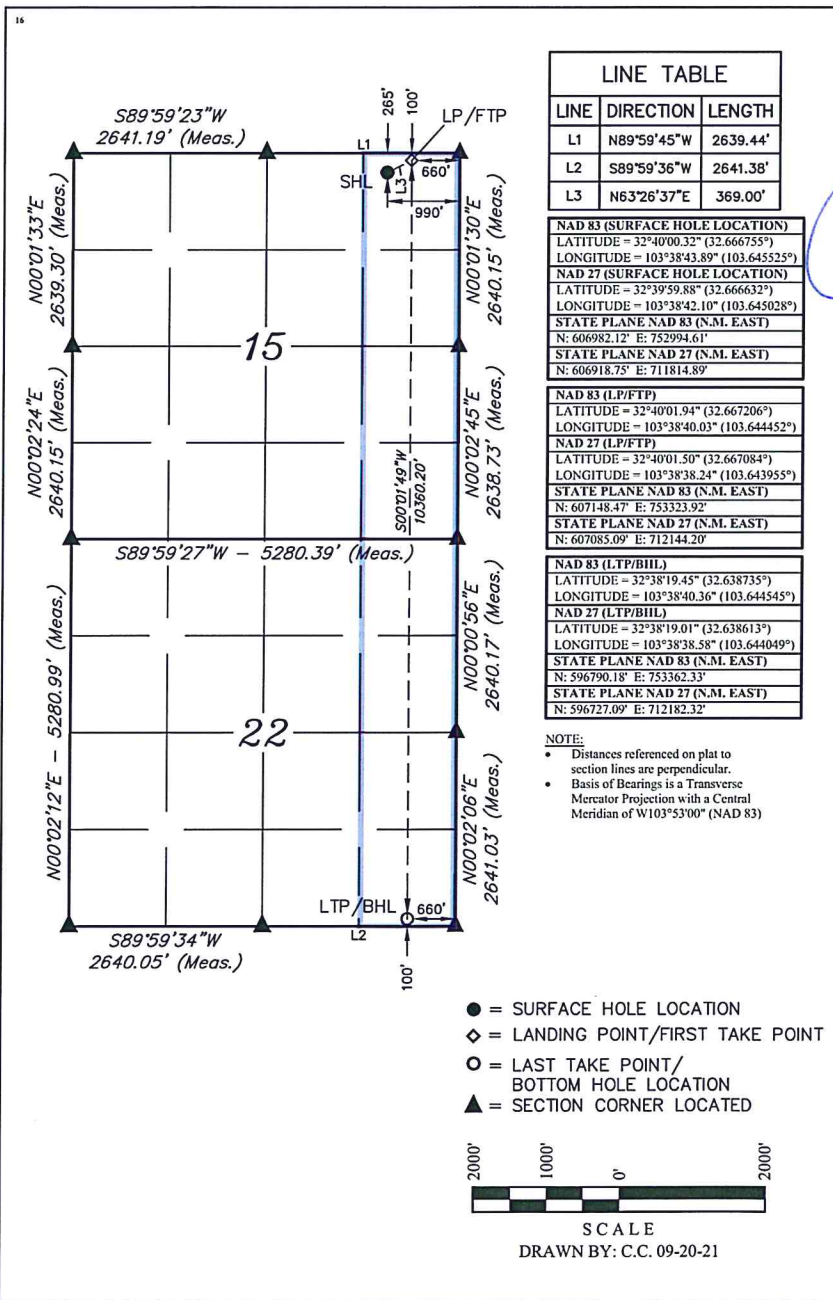 16
S89°59'23"W
2641.19' (Meas.)
265'
100'
LP/FTP
L1
SHL
L3
660'
990'
N00°01'33"E
2639.30' (Meas.)
N00°01'30"E
2640.15' (Meas.)
15
N00°02'24"E
2640.15' (Meas.)
N00°02'45"E
2638.73' (Meas.)
S00°01'49"W
10360.20'
S89°59'27"W - 5280.39' (Meas.)
N00°02'12"E - 5280.99' (Meas.)
N00°00'56"E
2640.17' (Meas.)
22
N00°02'06"E
2641.03' (Meas.)
LTP/BHL
660'
L2
S89°59'34"W
2640.05' (Meas.)
100'
LINE TABLE
LINE DIRECTION LENGTH
L1 N89°59'45"W 2639.44'
L2 S89°59'36"W 2641.38'
L3 N63°26'37"E 369.00'
NAD 83 (SURFACE HOLE LOCATION)
LATITUDE = 32°40'00.32" (32.666755°)
LONGITUDE = 103°38'43.89" (103.645525°)
NAD 27 (SURFACE HOLE LOCATION)
LATITUDE = 32°39'59.88" (32.666632°)
LONGITUDE = 103°38'42.10" (103.645028°)
STATE PLANE NAD 83 (N.M. EAST)
N: 606982.12' E: 752994.61'
STATE PLANE NAD 27 (N.M. EAST)
N: 606918.75' E: 711814.89'
NAD 83 (LP/FTP)
LATITUDE = 32°40'01.94" (32.667206°)
LONGITUDE = 103°38'40.03" (103.644452°)
NAD 27 (LP/FTP)
LATITUDE = 32°40'01.50" (32.667084°)
LONGITUDE = 103°38'38.24" (103.643955°)
STATE PLANE NAD 83 (N.M. EAST)
N: 607148.47' E: 753323.92'
STATE PLANE NAD 27 (N.M. EAST)
N: 607085.09' E: 712144.20'
NAD 83 (LTP/BHL)
LATITUDE = 32°38'19.45" (32.638735°)
LONGITUDE = 103°38'40.36" (103.644545°)
NAD 27 (LTP/BHL)
LATITUDE = 32°38'19.01" (32.638613°)
LONGITUDE = 103°38'38.58" (103.644049°)
STATE PLANE NAD 83 (N.M. EAST)
N: 596790.18' E: 753362.33'
STATE PLANE NAD 27 (N.M. EAST)
N: 596727.09' E: 712182.32'
NOTE:
• Distances referenced on plat to
section lines are perpendicular.
• Basis of Bearings is a Transverse
Mercator Projection with a Central
Meridian of W103°53'00" (NAD 83)
= SURFACE HOLE LOCATION
= LANDING POINT/FIRST TAKE POINT
= LAST TAKE POINT/
BOTTOM HOLE LOCATION
= SECTION CORNER LOCATED
2000' 1000' 0' 2000'
SCALE
DRAWN BY: C.C. 09-20-21